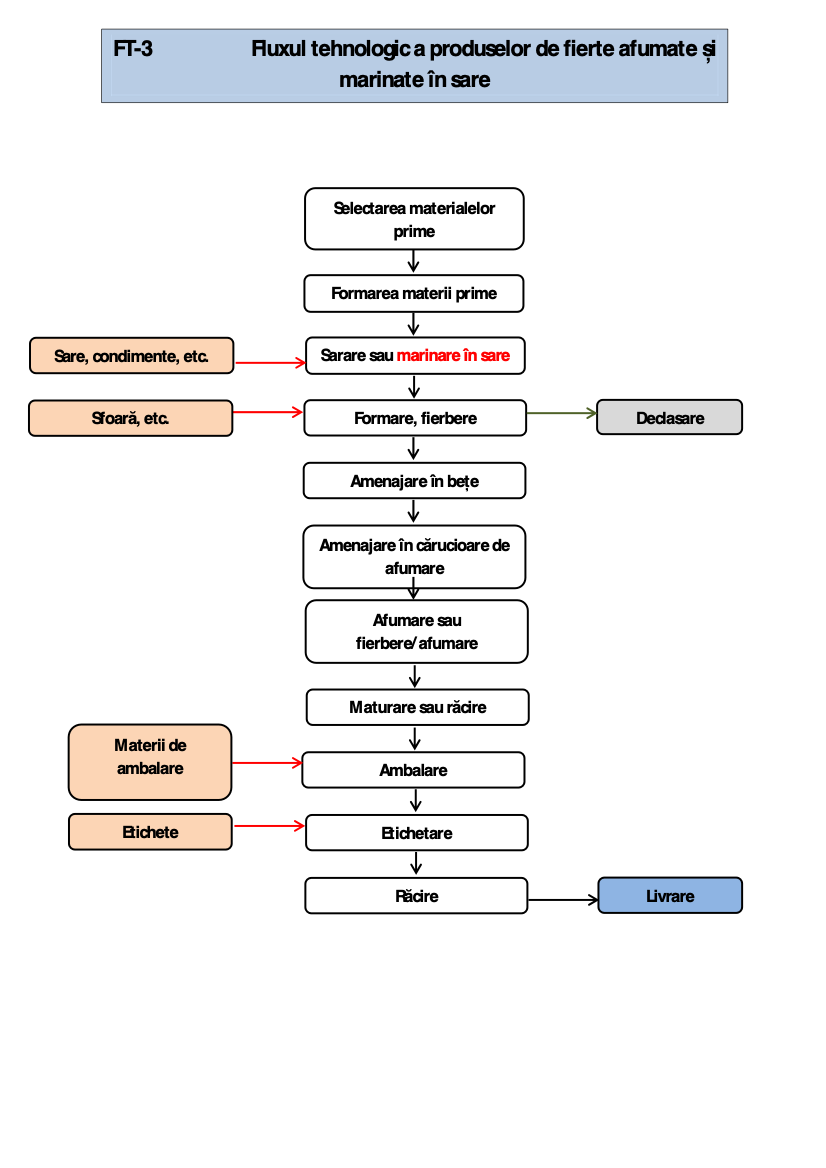 FT-3 Fluxul tehnologic a produselor de fierte afumate și
marinate în sare
Selectarea materialelor
prime
Formarea materii prime
Sare, condimente, etc.
Sarare sau marinare în sare
Sfoară, etc.
Formare, fierbere
Declasare
Amenajare în bețe
Amenajare în cărucioare de
afumare
Afumare sau
fierbere/afumare
Maturare sau răcire
Materii de
ambalare
Ambalare
Etichete
Etichetare
Răcire
Livrare